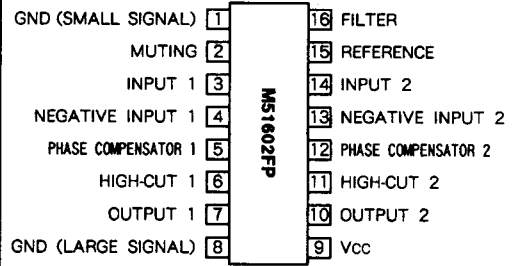 GND (SMALL SIGNAL) 1
MUTING 2
INPUT 1 3
NEGATIVE INPUT 1 4
PHASE COMPENSATOR 1 5
HIGH-CUT 1 6
OUTPUT 1 7
GND (LARGE SIGNAL) 8
M51602FP
16 FILTER
15 REFERENCE
14 INPUT 2
13 NEGATIVE INPUT 2
12 PHASE COMPENSATOR 2
11 HIGH-CUT 2
10 OUTPUT 2
9 Vcc